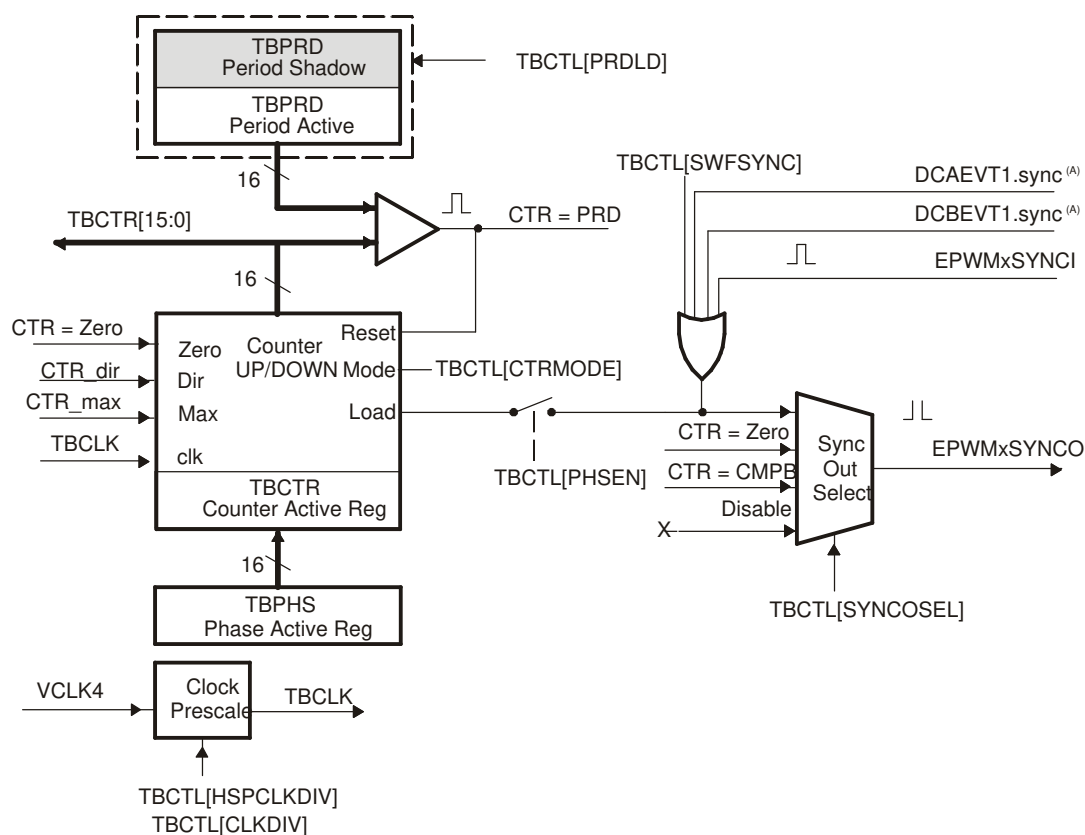 TBPRD
Period Shadow
TBPRD
Period Active
TBCTL[PRDLD]
16
TBCTR[15:0]
CTR = PRD
16
TBCTL[SWFSYNC]
DCAEVT1.sync (A)
DCBEVT1.sync (A)
EPWMxSYNCI
CTR = Zero
CTR_dir
CTR_max
TBCLK
Zero
Dir
Max
clk
Counter
UP/DOWN
Reset
Mode
Load
TBCTL[CTRMODE]
TBCTR
Counter Active Reg
TBCTL[PHSEN]
CTR = Zero
CTR = CMPB
Disable
X
Sync
Out
Select
EPWMxSYNCO
TBCTL[SYNCOSEL]
16
TBPHS
Phase Active Reg
VCLK4
Clock
Prescale
TBCLK
TBCTL[HSPCLKDIV]
TBCTL[CLKDIV]